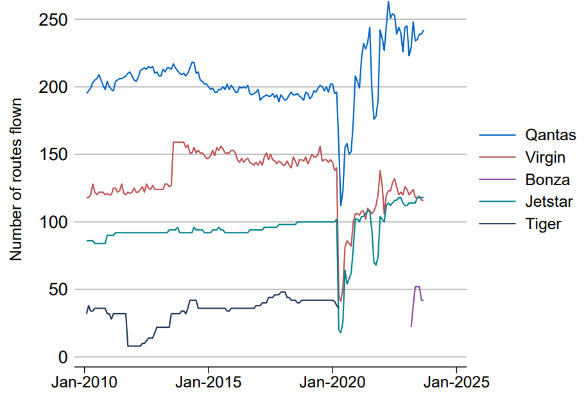 Number of routes flown
250
200
150
100
50
0
Jan-2010
Jan-2015
Jan-2020
Jan-2025
Qantas
Virgin
Bonza
Jetstar
Tiger